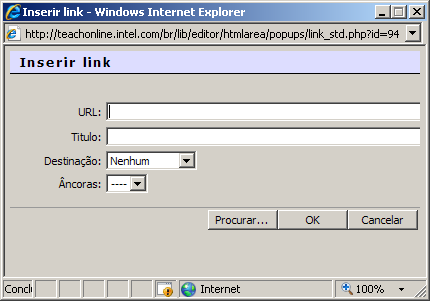 Inserir link - Windows Internet Explorer
http://teachonline.intel.com/br/lib/editor/htmlarea/popups/link_std.php?id=94
Inserir link
URL:
Titulo:
Destinação: Nenhum
Âncoras: ----
Procurar... OK Cancelar
Conclu Internet 100%